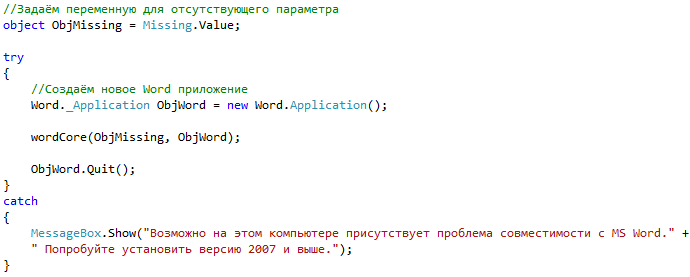 //Задаём переменную для отсутствующего параметра
object ObjMissing = Missing.Value;

try
{
    //Создаём новое Word приложение
    Word._Application ObjWord = new Word.Application();

    wordCore(ObjMissing, ObjWord);

    ObjWord.Quit();
}
catch
{
    MessageBox.Show("Возможно на этом компьютере присутствует проблема совместимости с MS Word." +
    " Попробуйте установить версию 2007 и выше.");
}